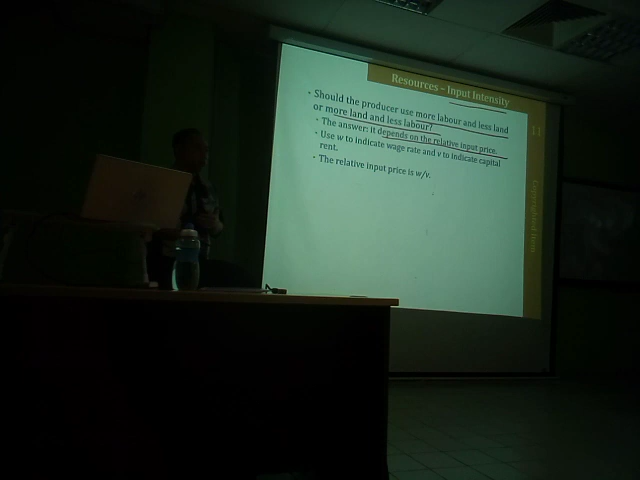 Resources – Input Intensity
• Should the producer use more labour and less land
or more land and less labour?
• The answer: it depends on the relative input price.
• Use w to indicate wage rate and v to indicate capital
rent.
• The relative input price is w/v.